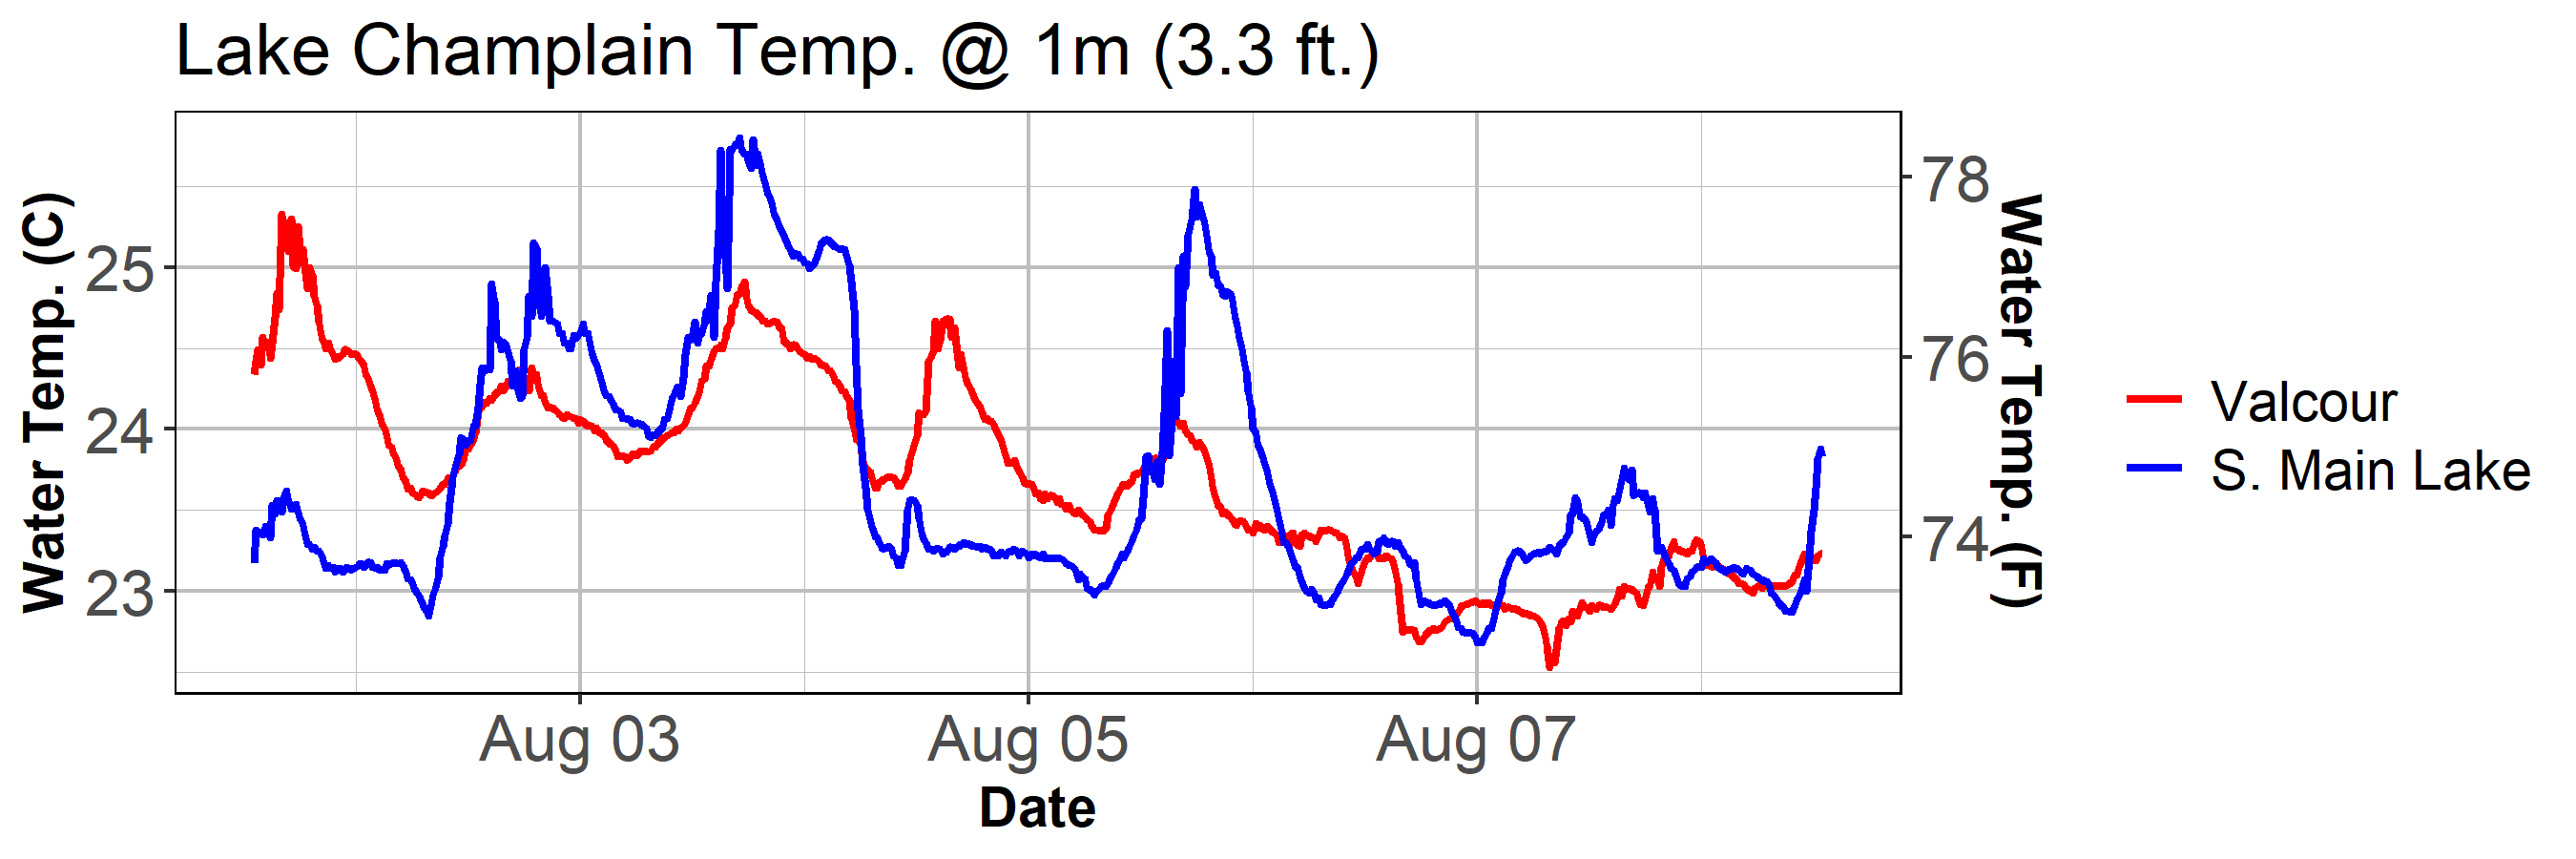 Lake Champlain Temp. @ 1m (3.3 ft.)
Water Temp. (C)
25
24
23
78
76
74
Water Temp. (F)
Aug 03
Aug 05
Aug 07
Date
Valcour
S. Main Lake